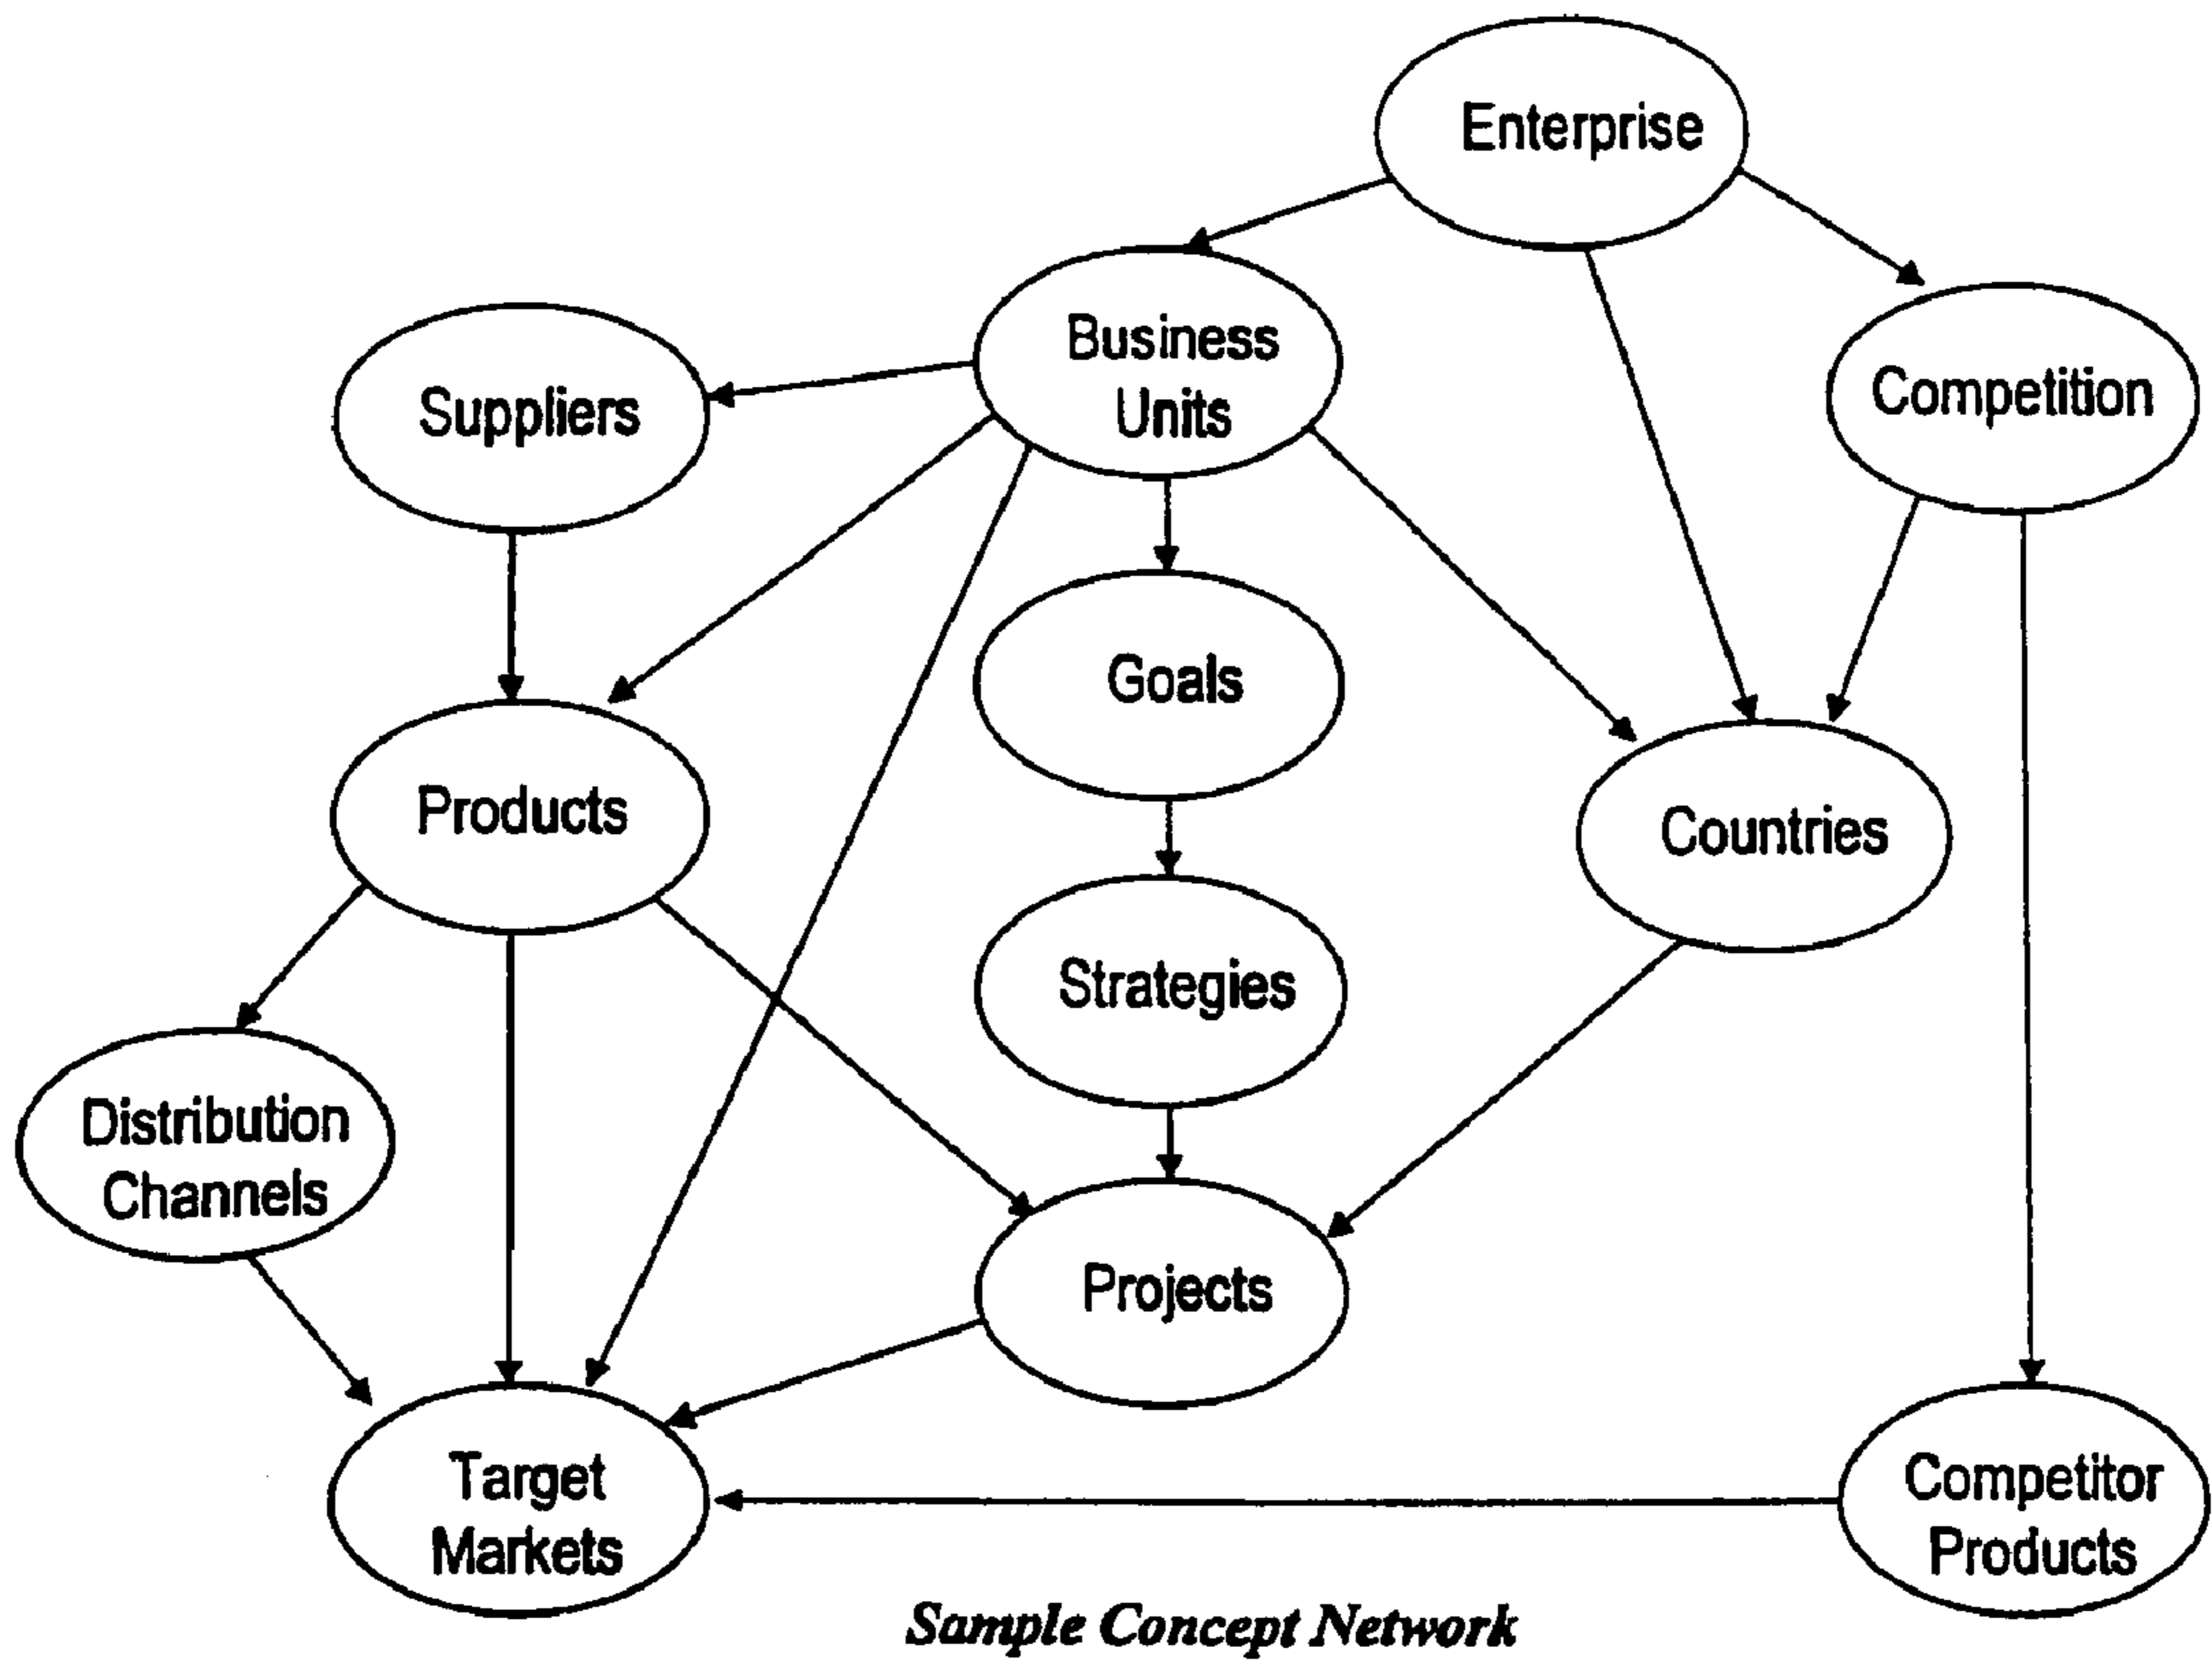 Enterprise
Business
Units
Competition
Suppliers
Goals
Products
Countries
Strategies
Distribution
Channels
Projects
Target
Markets
Competitor
Products
Sample Concept Network